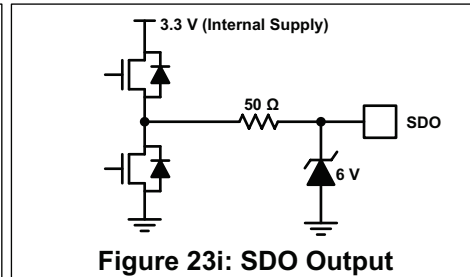 3.3 V (Internal Supply)
50 Ω
SDO
6 V
Figure 23i: SDO Output